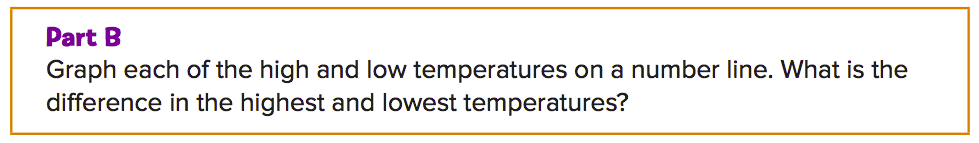 Part B
Graph each of the high and low temperatures on a number line. What is the
difference in the highest and lowest temperatures?